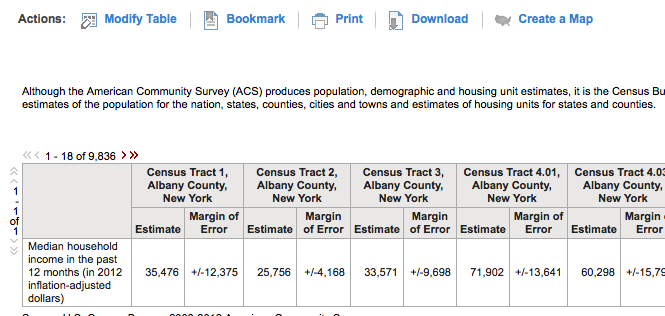 Actions: Modify Table Bookmark Print Download Create a Map
Although the American Community Survey (ACS) produces population, demographic and housing unit estimates, it is the Census Bu
estimates of the population for the nation, states, counties, cities and towns and estimates of housing units for states and counties.
1 - 18 of 9,836
1
-
1
of
1
Census Tract 1, Albany County, New York
Census Tract 2, Albany County, New York
Census Tract 3, Albany County, New York
Census Tract 4.01, Albany County, New York
Census Tract 4.03 Albany County, New York
Estimate Margin of Error Estimate Margin of Error Estimate Margin of Error Estimate Margin of Error Estimate Margin Error
Median household
income in the past
12 months (in 2012
inflation-adjusted
dollars)
35,476 +/-12,375 25,756 +/-4,168 33,571 +/-9,698 71,902 +/-13,641 60,298 +/-15,79